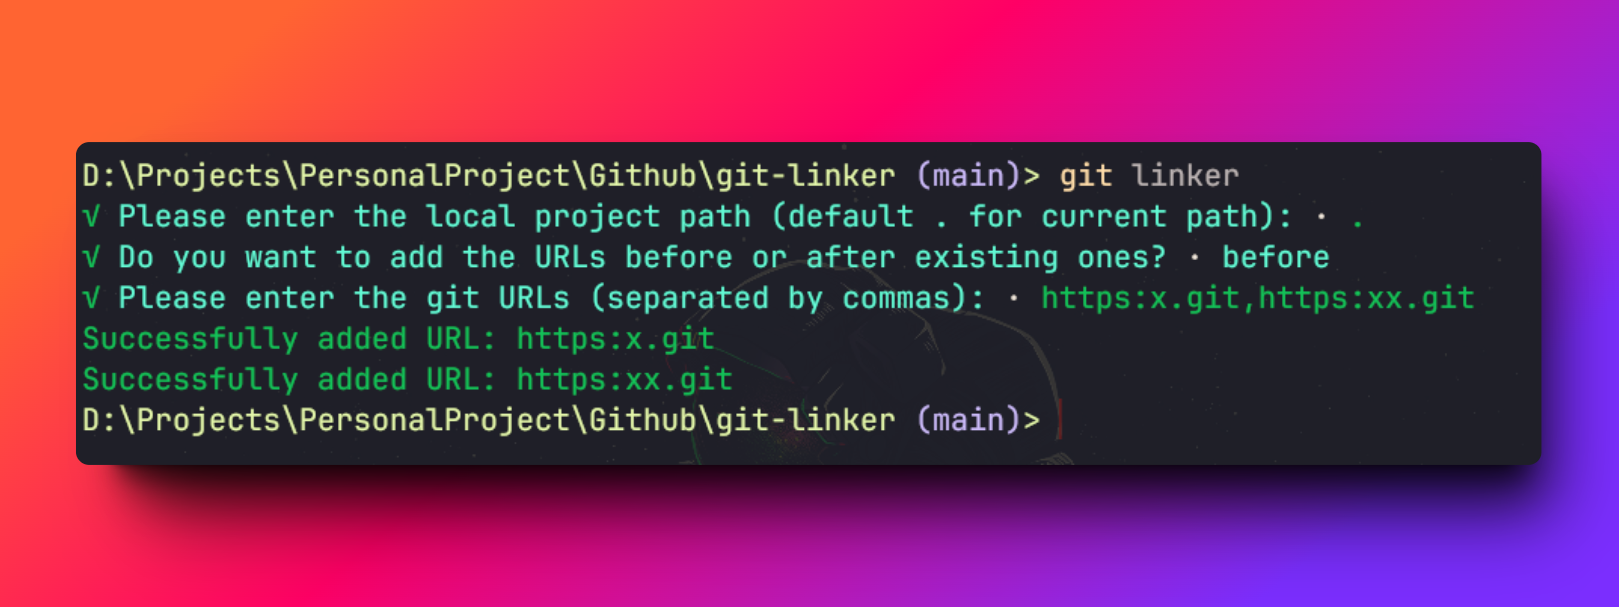 D:\Projects\PersonalProject\Github\git-linker (main)> git linker
√ Please enter the local project path (default . for current path): · .
√ Do you want to add the URLs before or after existing ones? · before
√ Please enter the git URLs (separated by commas): · https:x.git,https:xx.git
Successfully added URL: https:x.git
Successfully added URL: https:xx.git
D:\Projects\PersonalProject\Github\git-linker (main)>